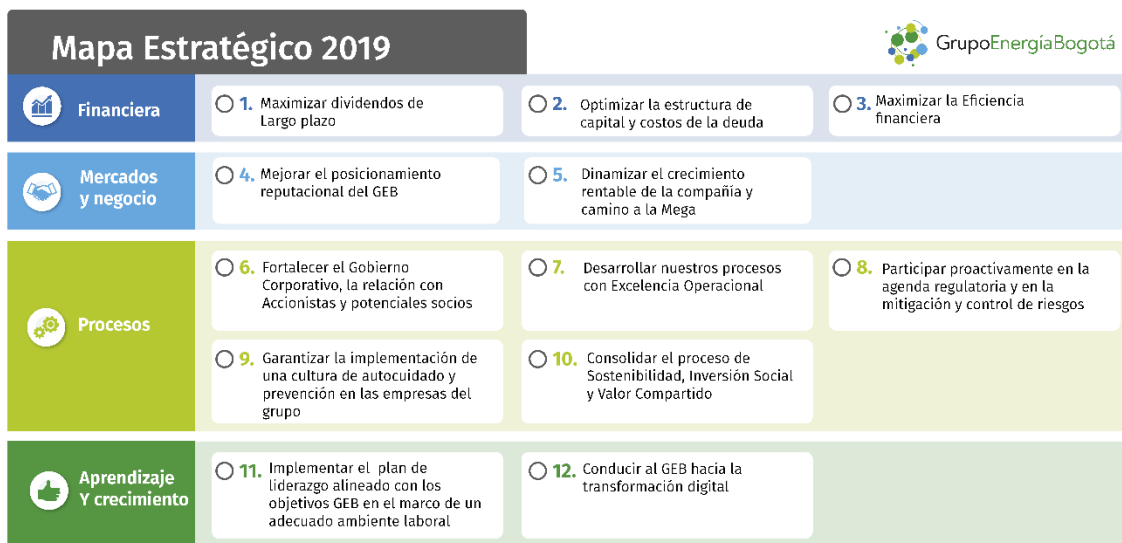 Mapa Estratégico 2019
GrupoEnergíaBogotá
Financiera
1. Maximizar dividendos de
Largo plazo
2. Optimizar la estructura de
capital y costos de la deuda
3. Maximizar la Eficiencia
financiera
Mercados
y negocio
4. Mejorar el posicionamiento
reputacional del GEB
5. Dinamizar el crecimiento
rentable de la compañía y
camino a la Mega
Procesos
6. Fortalecer el Gobierno
Corporativo, la relación con
Accionistas y potenciales socios
7. Desarrollar nuestros procesos
con Excelencia Operacional
8. Participar proactivamente en la
agenda regulatoria y en la
mitigación y control de riesgos
9. Garantizar la implementación de
una cultura de autocuidado y
prevención en las empresas del
grupo
10. Consolidar el proceso de
Sostenibilidad, Inversión Social
y Valor Compartido
Aprendizaje
Y crecimiento
11. Implementar el plan de
liderazgo alineado con los
objetivos GEB en el marco de un
adecuado ambiente laboral
12. Conducir al GEB hacia la
transformación digital